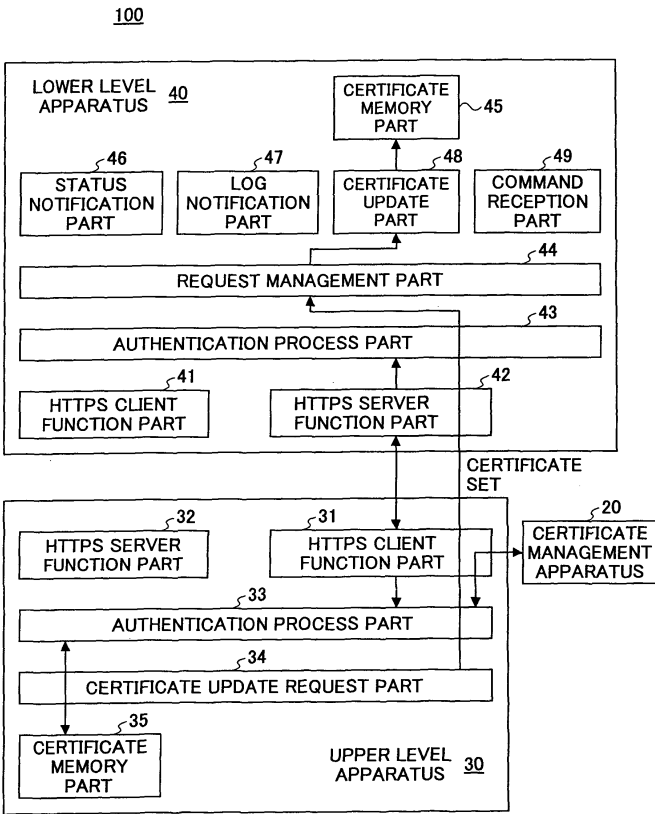 100
LOWER LEVEL
APPARATUS 40
CERTIFICATE
MEMORY
PART
45
46
STATUS
NOTIFICATION
PART
47
LOG
NOTIFICATION
PART
48
CERTIFICATE
UPDATE
PART
49
COMMAND
RECEPTION
PART
44
REQUEST MANAGEMENT PART
43
AUTHENTICATION PROCESS PART
41
HTTPS CLIENT
FUNCTION PART
42
HTTPS SERVER
FUNCTION PART
CERTIFICATE
SET
32
HTTPS SERVER
FUNCTION PART
31
HTTPS CLIENT
FUNCTION PART
20
CERTIFICATE
MANAGEMENT
APPARATUS
33
AUTHENTICATION PROCESS PART
34
CERTIFICATE UPDATE REQUEST PART
35
CERTIFICATE
MEMORY
PART
UPPER LEVEL
APPARATUS 30